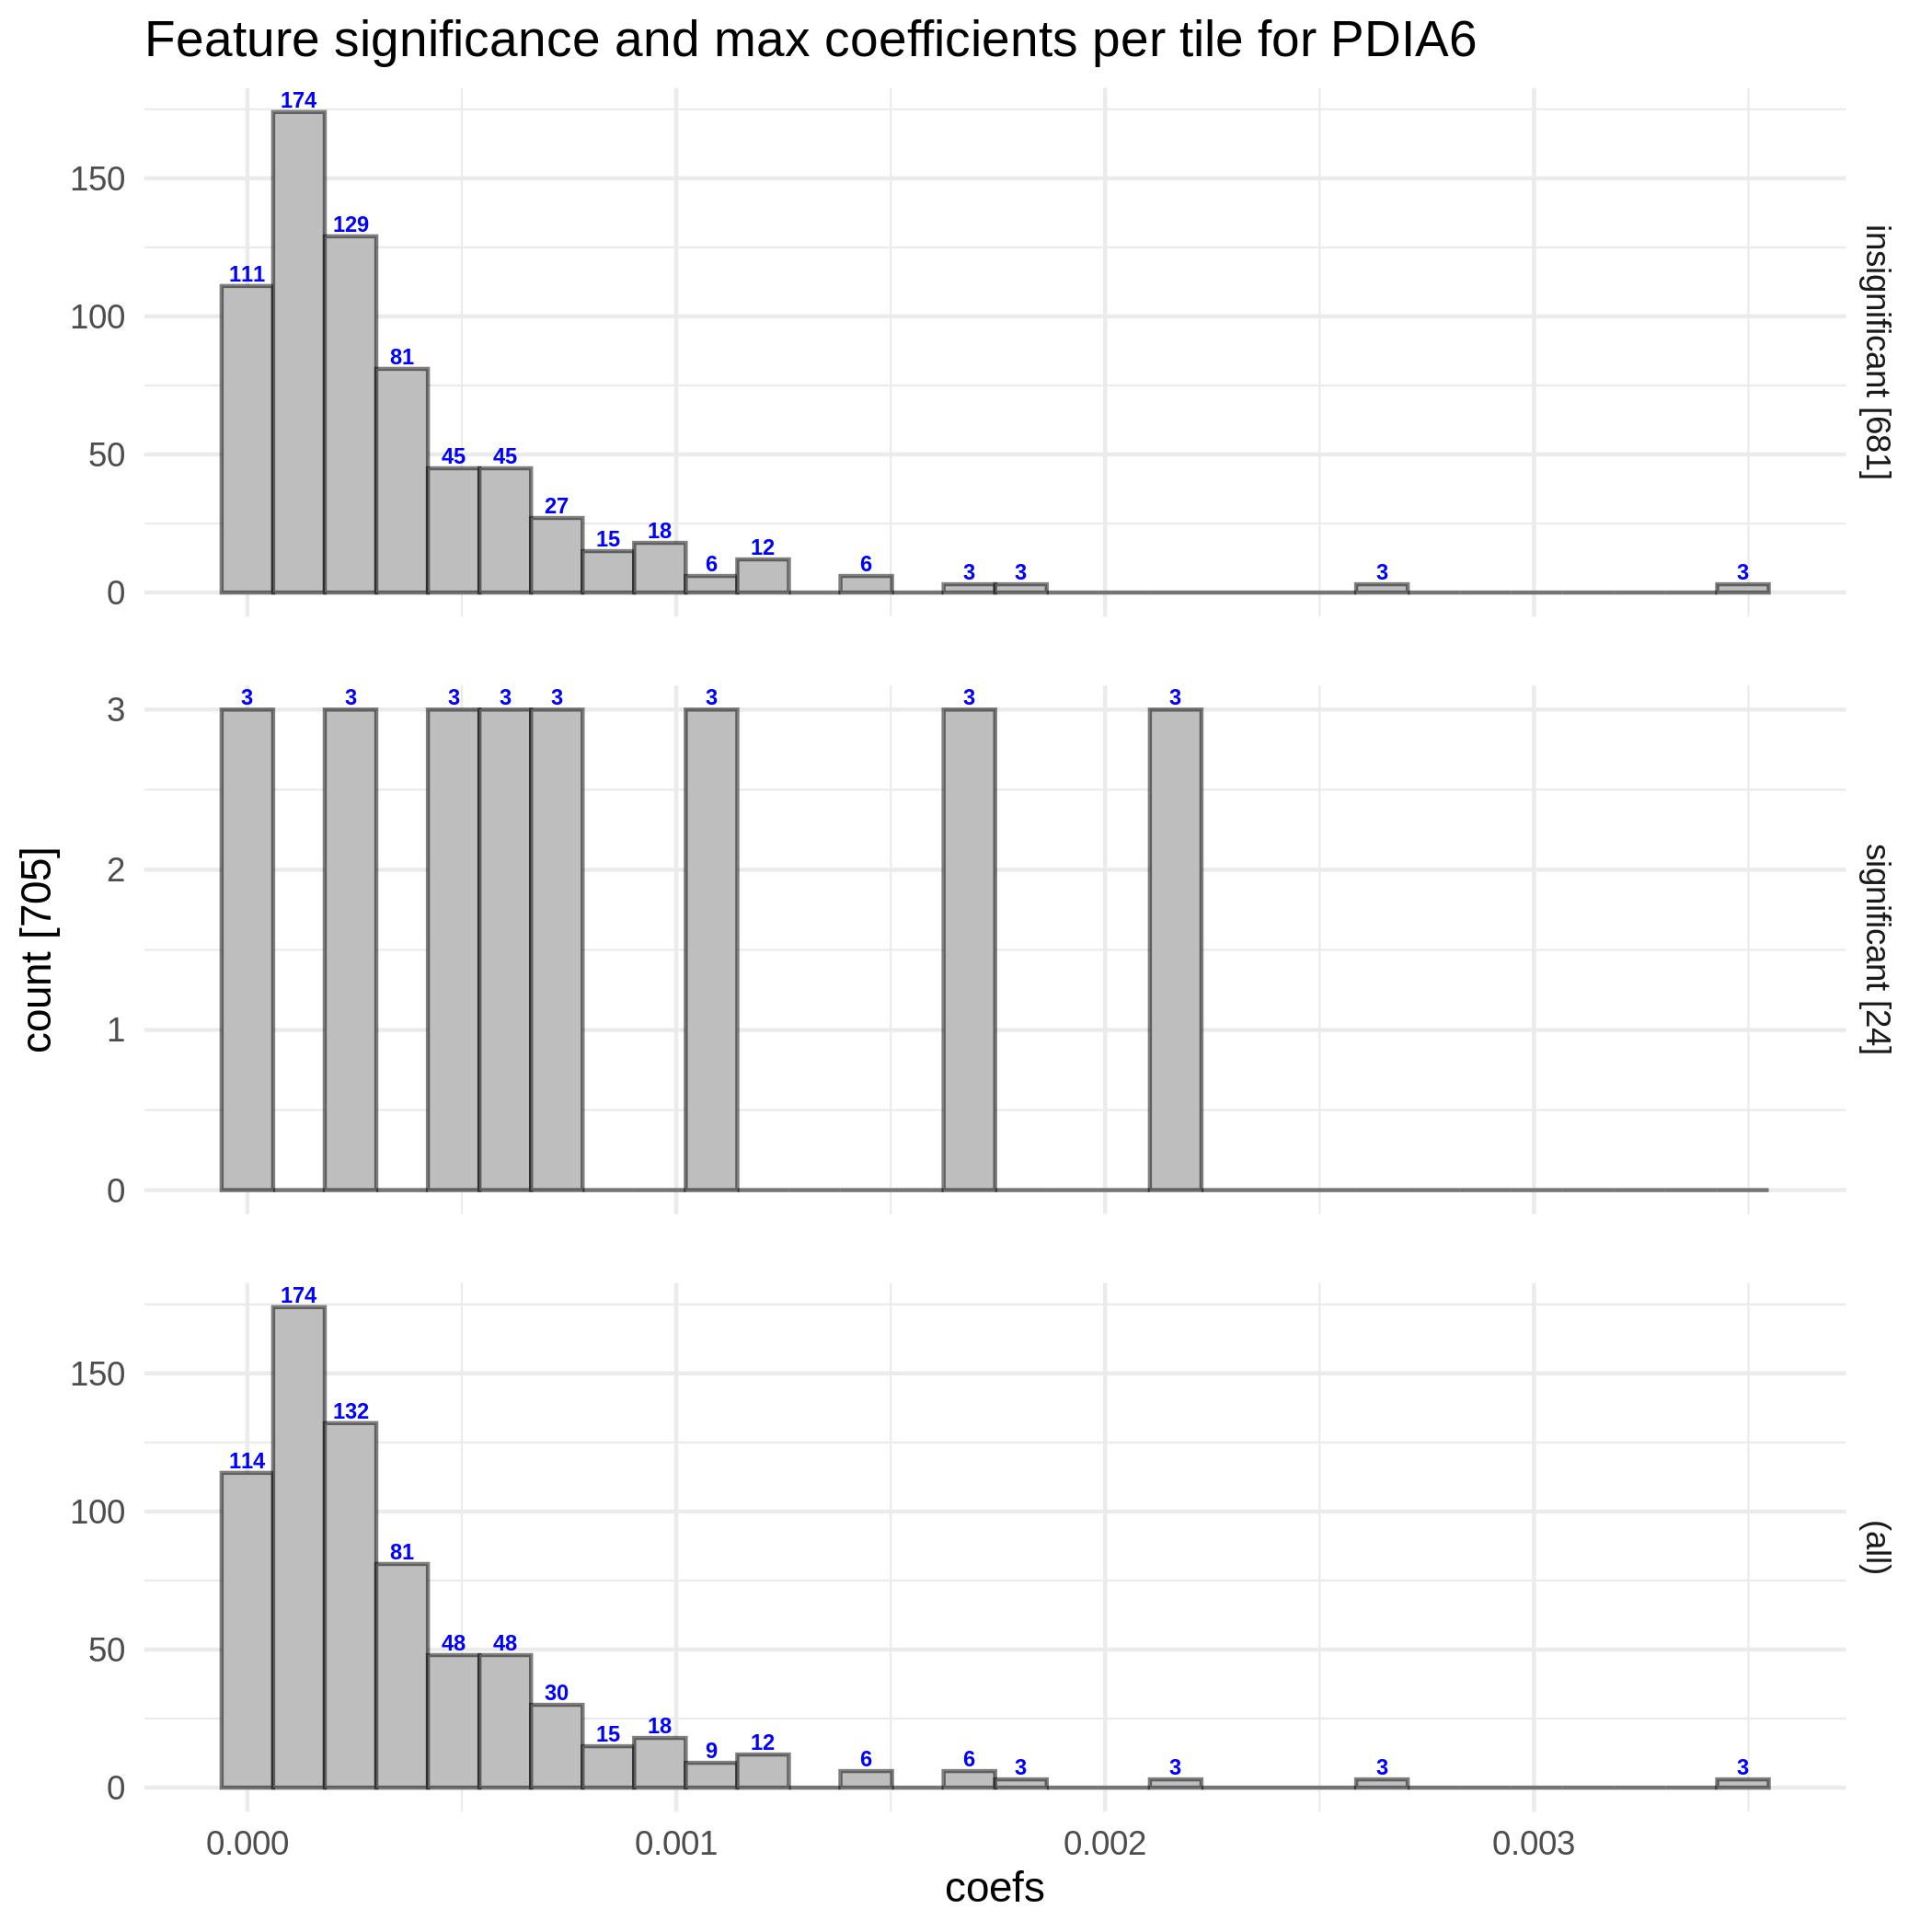 Feature significance and max coefficients per tile for PDIA6
174
150
129
111
100
81
50
45 45
27
15 18 6 12 6 3 3 3 3
0
insignificant [681]
3 3 3 3 3 3 3 3
3
2
1
0
significant [24]
count [705]
174
150
132
114
100
81
50
48 48
30
15 18 9 12 6 6 3 3 3 3
0
(all)
0.000 0.001 0.002 0.003
coefs